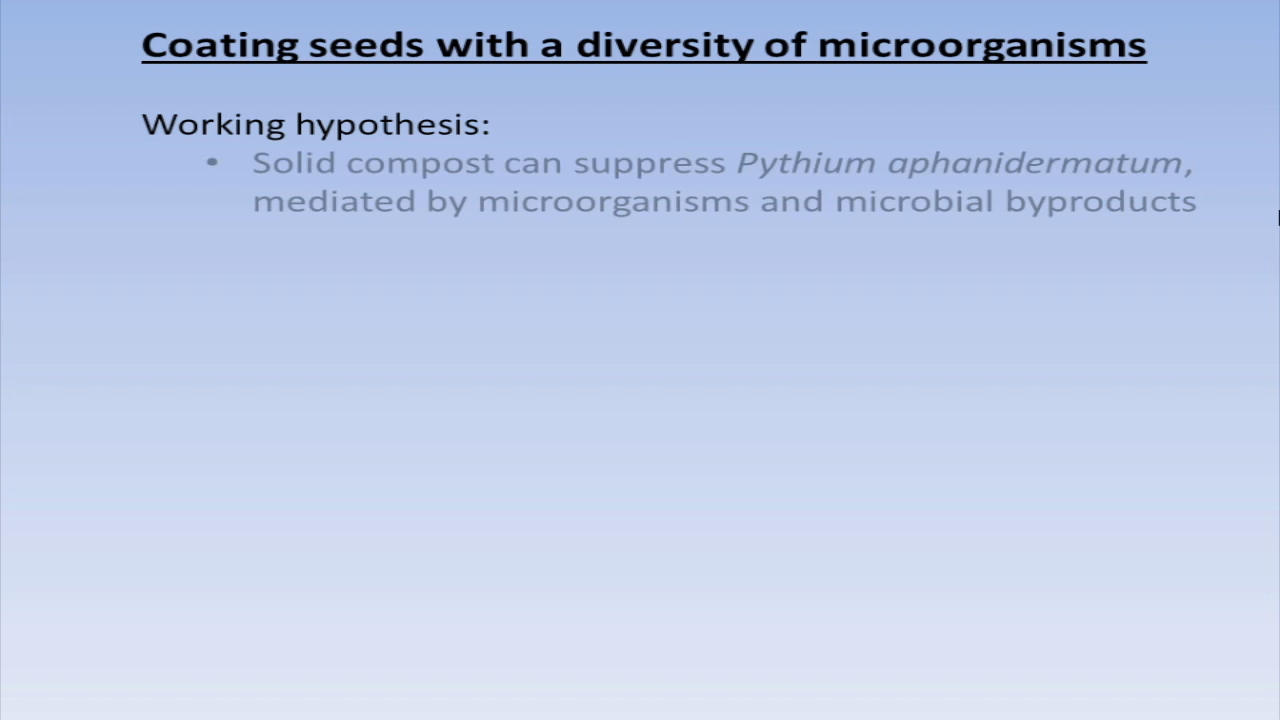 Coating seeds with a diversity of microorganisms
Working hypothesis:
• Solid compost can suppress Pythium aphanidermatum,
mediated by microorganisms and microbial byproducts